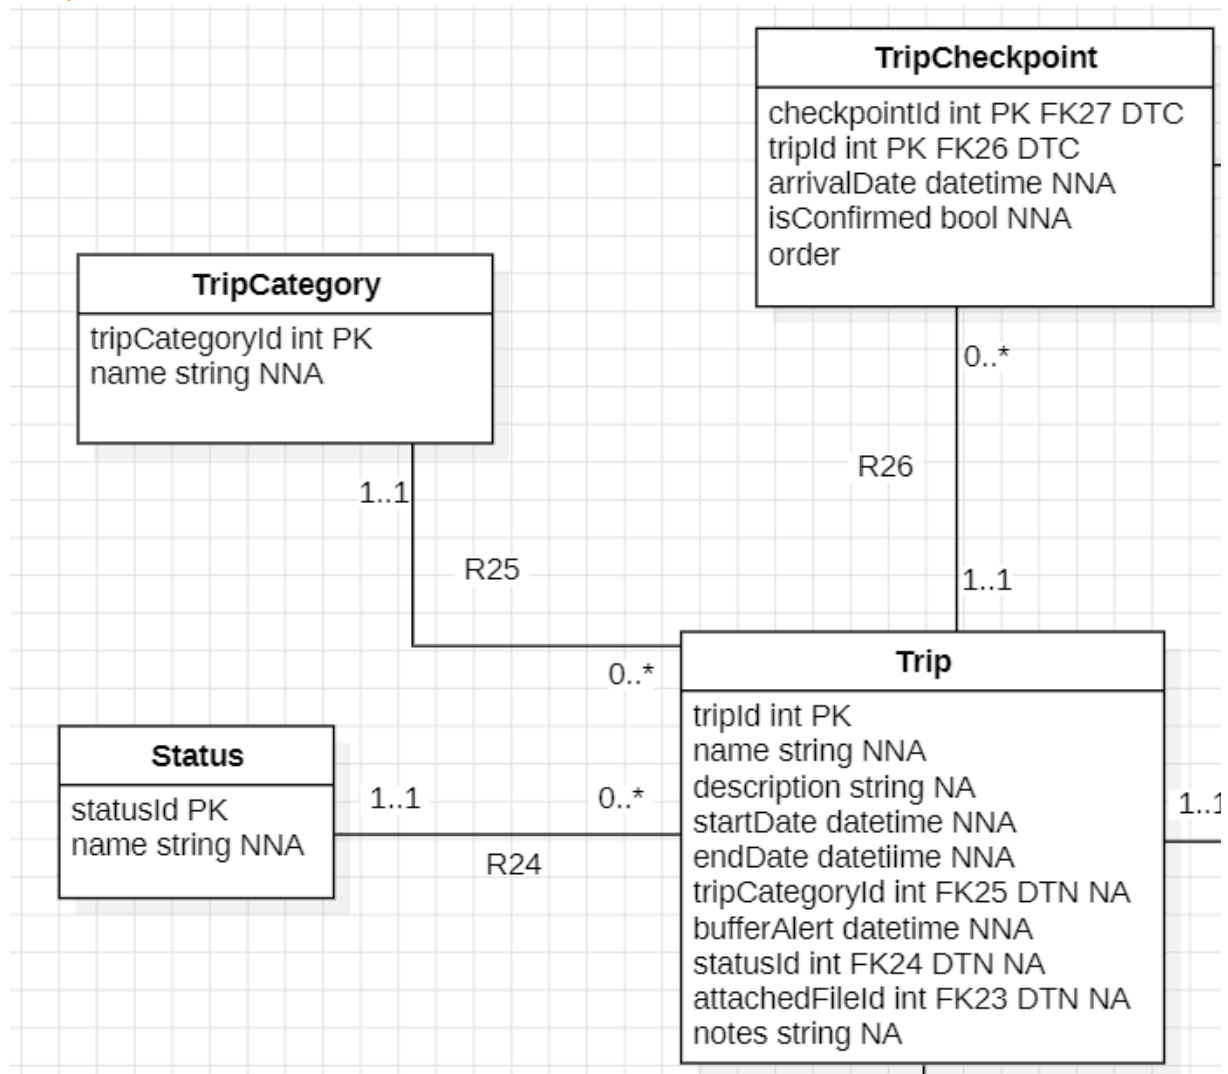 TripCheckpoint
checkpointId int PK FK27 DTC
tripId int PK FK26 DTC
arrivalDate datetime NNA
isConfirmed bool NNA
order
TripCategory
tripCategoryId int PK
name string NNA
0..*
R26
1..1
1..1
R25
0..*
Trip
tripId int PK
name string NNA
description string NA
startDate datetime NNA
endDate datetiime NNA
tripCategoryId int FK25 DTN NA
bufferAlert datetime NNA
statusId int FK24 DTN NA
attachedFileId int FK23 DTN NA
notes string NA
Status
statusId PK
name string NNA
1..1
0..*
R24
1..1